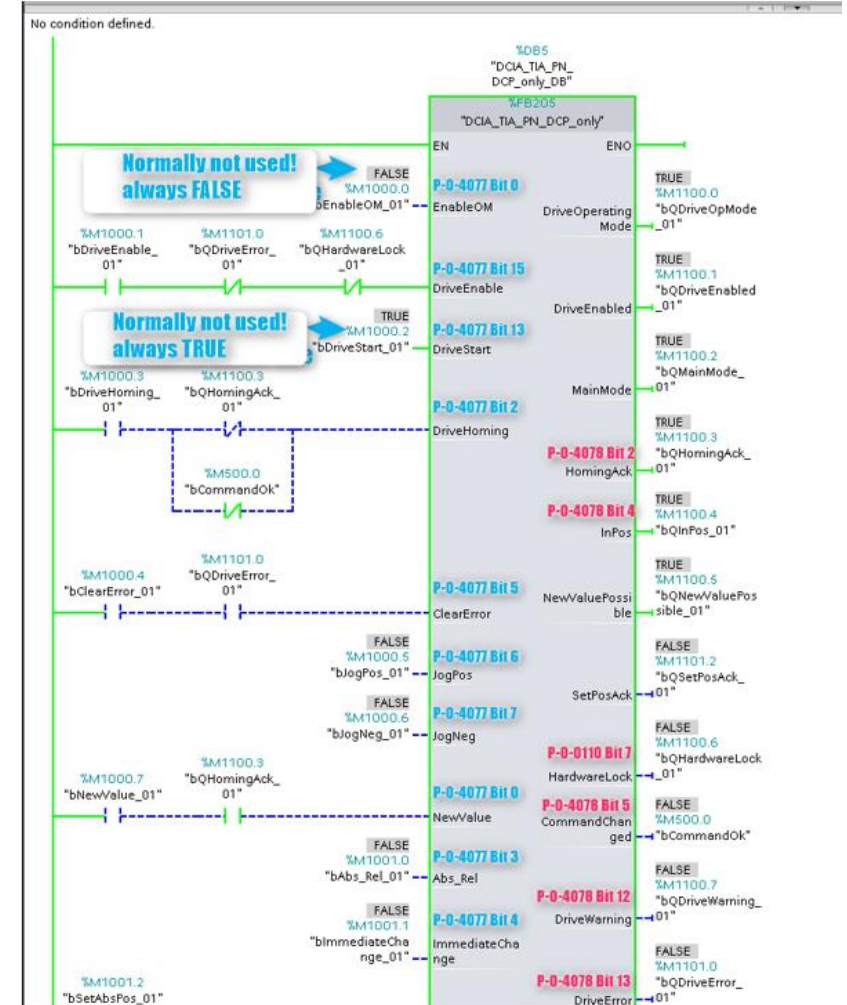 No condition defined.
%DB5
"DCIA_TIA_PN_
DCP_only_DB"
%FB205
"DCIA_TIA_PN_DCP_only"
EN
ENO
Normally not used!
always FALSE
FALSE
%M1000.0
bEnableOM_01"
P-0-4077 Bit 0
EnableOM
TRUE
%M1100.0
"bQDriveOpMode
_01"
DriveOperating
Mode
%M1000.1
"bDriveEnable_
01"
%M1101.0
"bQDriveError_
01"
%M1100.6
"bQHardwareLock
_01"
P-0-4077 Bit 15
DriveEnable
TRUE
%M1100.1
"bQDriveEnabled
_01"
DriveEnabled
Normally not used!
always TRUE
TRUE
%M1000.2
"bDriveStart_01"
P-0-4077 Bit 13
DriveStart
TRUE
%M1100.2
"bQMainMode_
01"
MainMode
%M1000.3
"bDriveHoming_
01"
%M1100.3
"bQHomingAck_
01"
P-0-4077 Bit 2
DriveHoming
%M500.0
"bCommandOk"
P-0-4078 Bit 2
HomingAck
TRUE
%M1100.3
"bQHomingAck_
01"
P-0-4078 Bit 4
InPos
TRUE
%M1100.4
"bQInPos_01"
%M1000.4
"bClearError_01"
%M1101.0
"bQDriveError_
01"
P-0-4077 Bit 5
ClearError
NewValuePossi
ble
TRUE
%M1100.5
"bQNewValuePos
sible_01"
FALSE
%M1000.5
"bJogPos_01"
P-0-4077 Bit 6
JogPos
SetPosAck
FALSE
%M1101.2
"bQSetPosAck_
01"
FALSE
%M1000.6
"bJogNeg_01"
P-0-4077 Bit 7
JogNeg
P-0-0110 Bit 7
HardwareLock
FALSE
%M1100.6
"bQHardwareLock
_01"
%M1000.7
"bNewValue_01"
%M1100.3
"bQHomingAck_
01"
P-0-4077 Bit 0
NewValue
P-0-4078 Bit 5
CommandChan
ged
FALSE
%M500.0
"bCommandOk"
FALSE
%M1001.0
"bAbs_Rel_01"
P-0-4077 Bit 3
Abs_Rel
P-0-4078 Bit 12
DriveWarning
FALSE
%M1100.7
"bQDriveWarning_
01"
FALSE
%M1001.1
"bImmediateCha
nge_01"
P-0-4077 Bit 4
ImmediateCha
nge
P-0-4078 Bit 13
DriveError
FALSE
%M1101.0
"bQDriveError_
01"
%M1001.2
"bSetAbsPos_01"